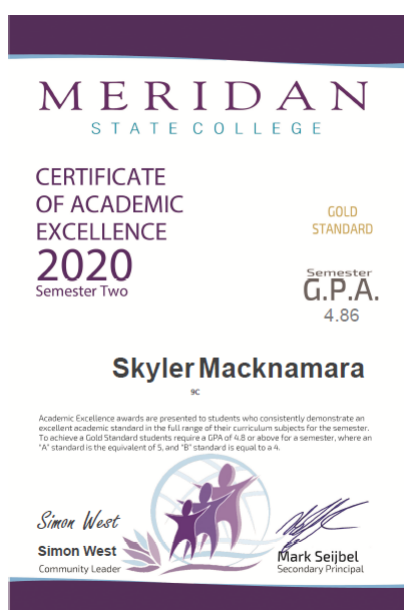 MERIDAN
STATE COLLEGE
CERTIFICATE
OF ACADEMIC
EXCELLENCE
2020
Semester Two
GOLD
STANDARD
Semester
G.P.A.
4.86
Skyler Macknamara
9C
Academic Excellence awards are presented to students who consistently demonstrate an
excellent academic standard in the full range of their curriculum subjects for the semester.
To achieve a Gold Standard students require a GPA of 4.8 or above for a semester, where an
"A" standard is the equivalent of 5, and "B" standard is equal to a 4.
Simon West
Simon West
Community Leader
Mark Seijbel
Secondary Principal